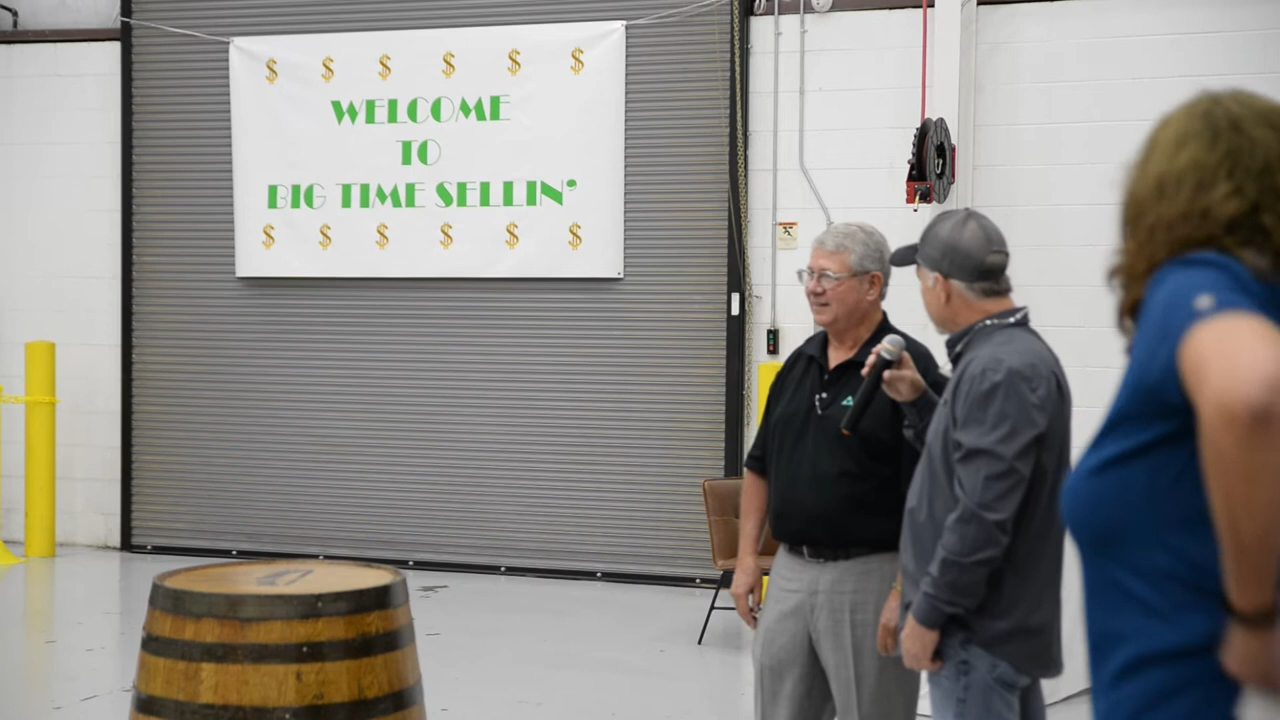 $ $ $ $ $ $
WELCOME
TO
BIG TIME SELLIN'
$ $ $ $ $ $